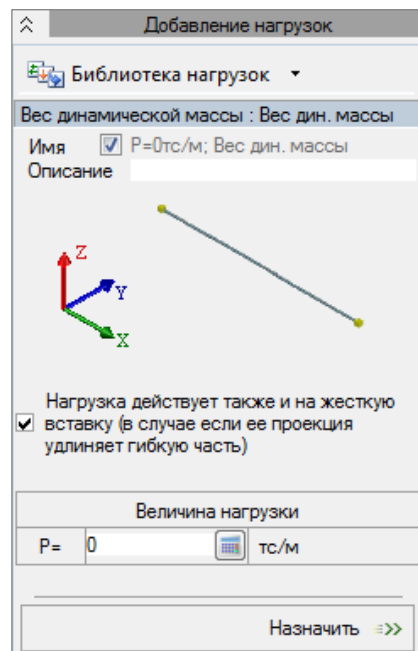 Добавление нагрузок
Библиотека нагрузок
Вес динамической массы : Вес дин. массы
Имя P=0тс/м; Вес дин. массы
Описание
Z
Y
X
Нагрузка действует также и на жесткую
вставку (в случае если ее проекция
удлиняет гибкую часть)
Величина нагрузки
P= 0 тс/м
Назначить